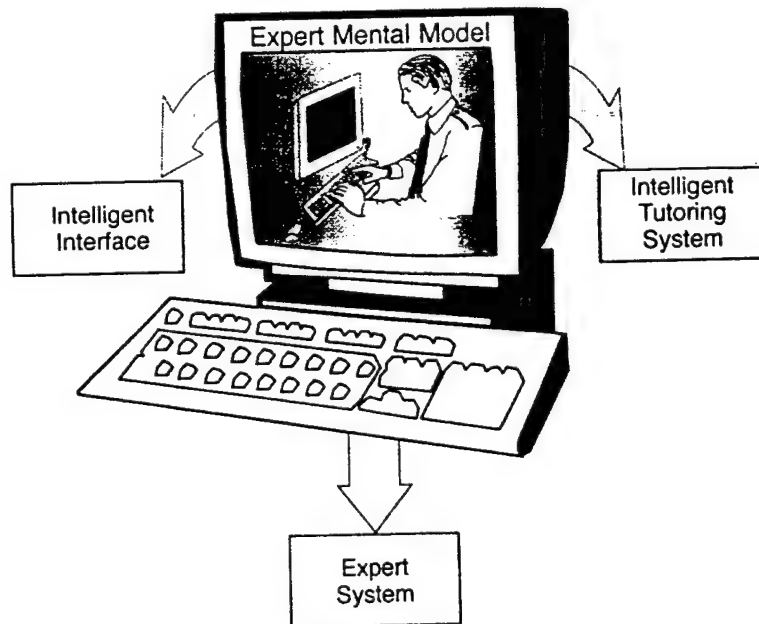 Expert Mental Model
Intelligent
Interface
Intelligent
Tutoring
System
Expert
System